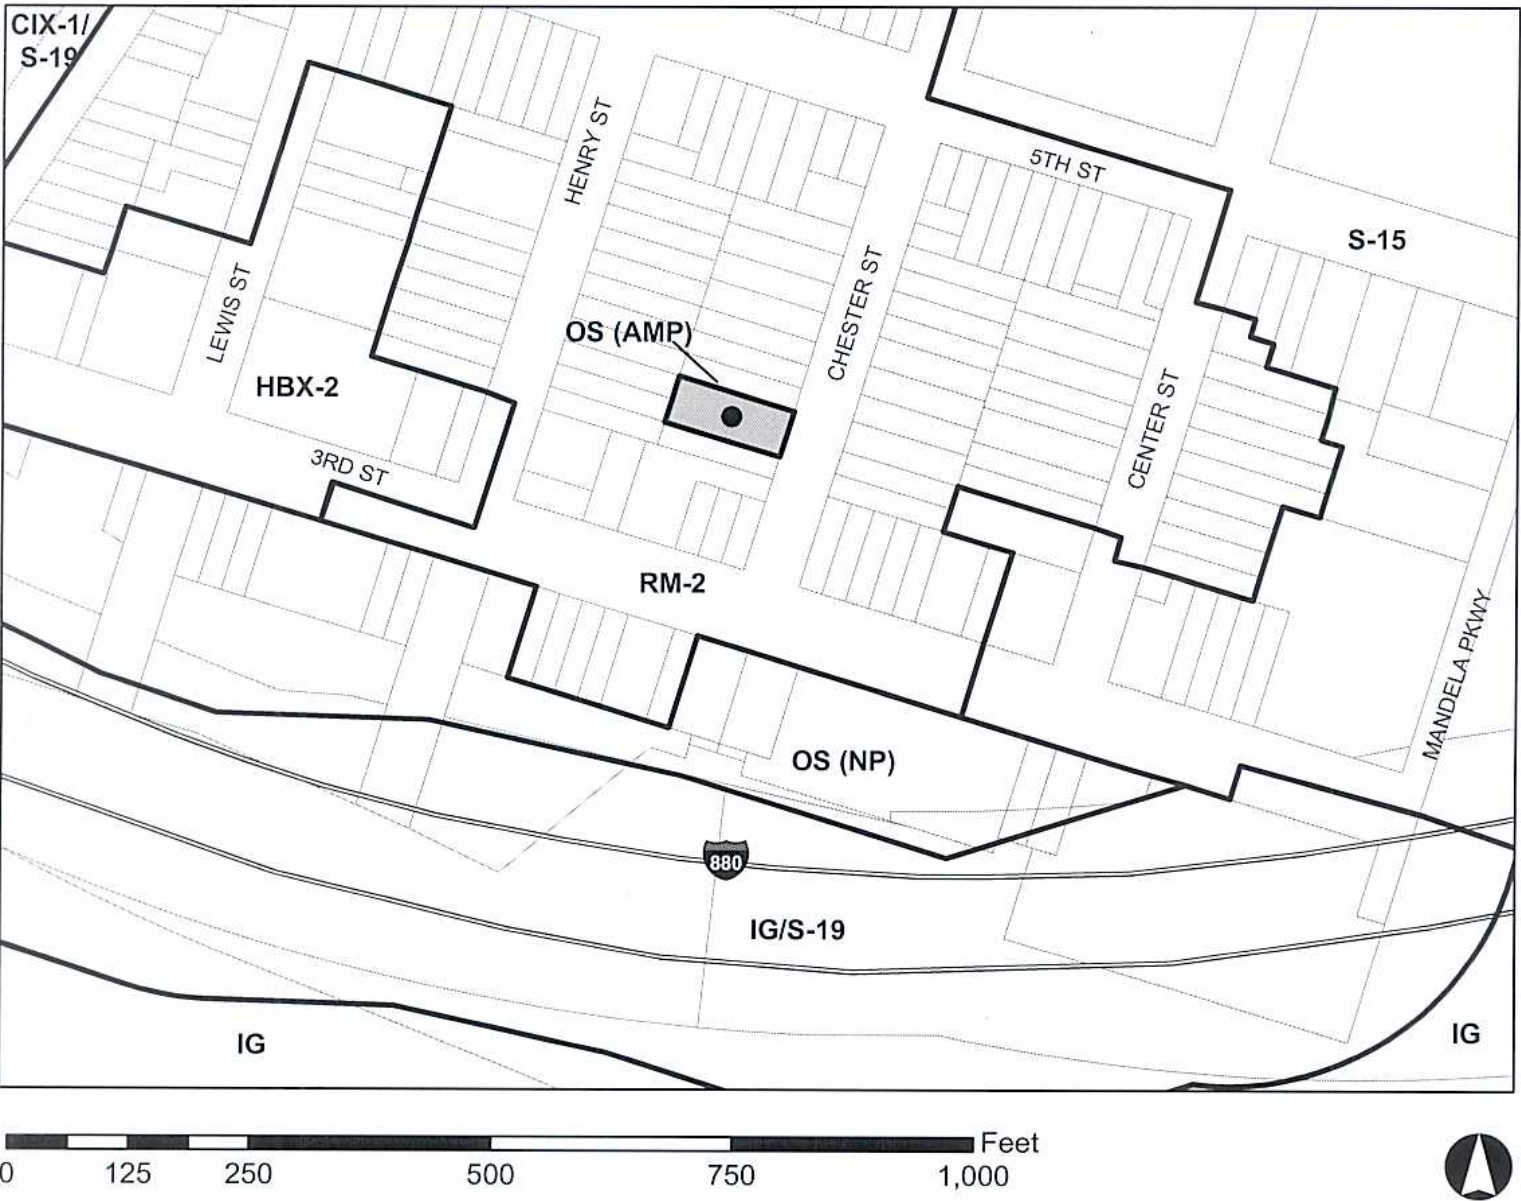 CIX-1/
S-19
HENRY ST
5TH ST
S-15
LEWIS ST
CHESTER ST
OS (AMP)
HBX-2
CENTER ST
3RD ST
RM-2
MANDELA PKWY
OS (NP)
880
IG/S-19
IG
IG
Feet
0 125 250 500 750 1,000